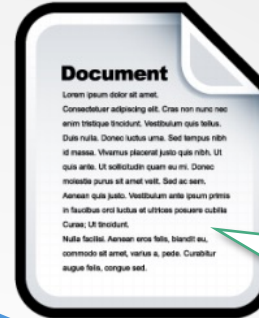 Document
Lorem ipsum dolor sit amet.
Consectetuer adipiscing elit. Cras non nunc nec
enim tristique tincidunt. Vestibulum quis tellus.
Duis nulla. Donec luctus urna. Sed tempus nibh
id massa. Vivamus placerat justo quis nibh. Ut
quis ante. Ut sollicitudin quam eu mi. Donec
molestie purus sit amet velit. Sed ac sem.
Aenean quis justo. Vestibulum ante ipsum primis
in faucibus orci luctus et ultrices posuere cubilia
Curae; Ut tincidunt.
Nulla facilisi. Aenean eros felis, blandit eu,
commodo sit amet, varius a, pede. Curabitur
augue felis, congue sed.